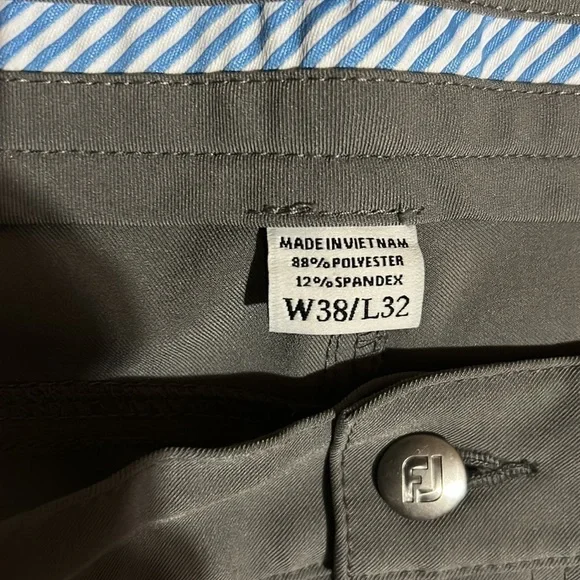 MADE IN VIETNAM
88% POLYESTER
12% SPANDEX
W38/L32
FJ